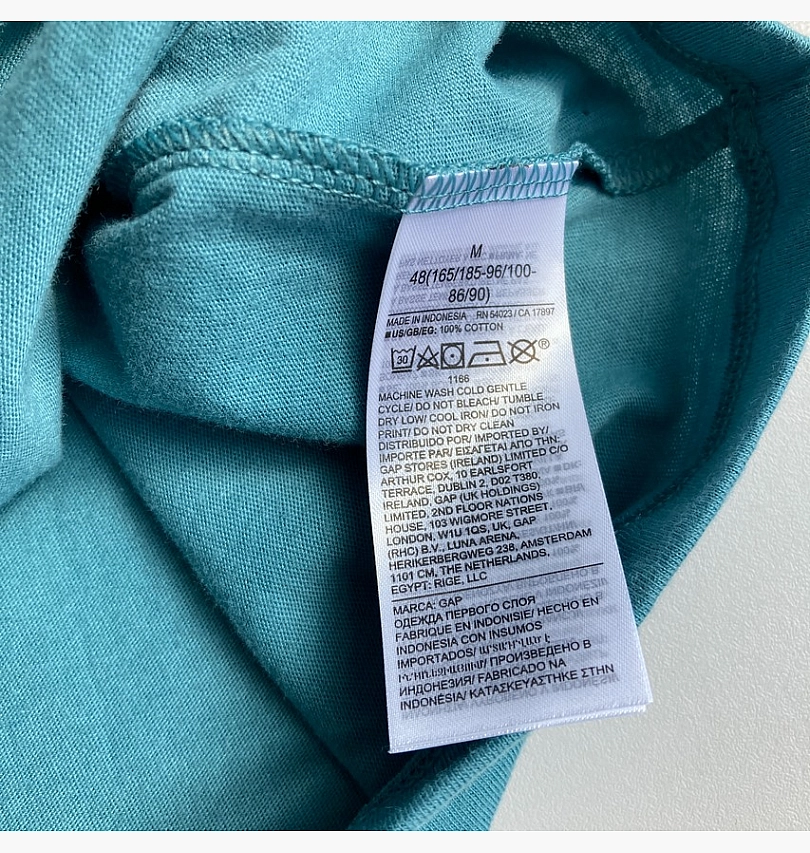 M
48(165/185-96/100-
86/90)
MADE IN INDONESIA RN 54023 / CA 17897
■US/GB/EG: 100% COTTON
30 ®
1166
MACHINE WASH COLD GENTLE
CYCLE/ DO NOT BLEACH/ TUMBLE
DRY LOW/ COOL IRON/ DO NOT IRON
PRINT/ DO NOT DRY CLEAN
DISTRIBUIDO POR/ IMPORTED BY/
IMPORTE PAR/ ΕΙΣΑΓΕΤΑΙ ΑΠΟ ΤΗΝ:
GAP STORES (IRELAND) LIMITED C/O
ARTHUR COX, 10 EARLSFORT
TERRACE, DUBLIN 2, D02 T380,
IRELAND, GAP (UK HOLDINGS)
LIMITED, 2ND FLOOR NATIONS
HOUSE, 103 WIGMORE STREET,
LONDON, W1U 1QS, UK, GAP
(RHC) B.V., LUNA ARENA,
HERIKERBERGWEG 238, AMSTERDAM
1101 CM, THE NETHERLANDS.
EGYPT: RIGE, LLC
MARCA: GAP
ОДЕЖДА ПЕРВОГО СЛОЯ
FABRIQUE EN INDONISIE/ HECHO EN
INDONESIA CON INSUMOS
IMPORTADOS/ ԱՐՏԱԴՐՎԱԾ Է
ԻՆԴՈՆԵԶԻԱՅՈՒՄ/ ПРОИЗВЕДЕНО В
ИНДОНЕЗИЯ/ FABRICADO NA
INDONÉSIA/ ΚΑΤΑΣΚΕΥΑΣΤΗΚΕ ΣΤΗΝ